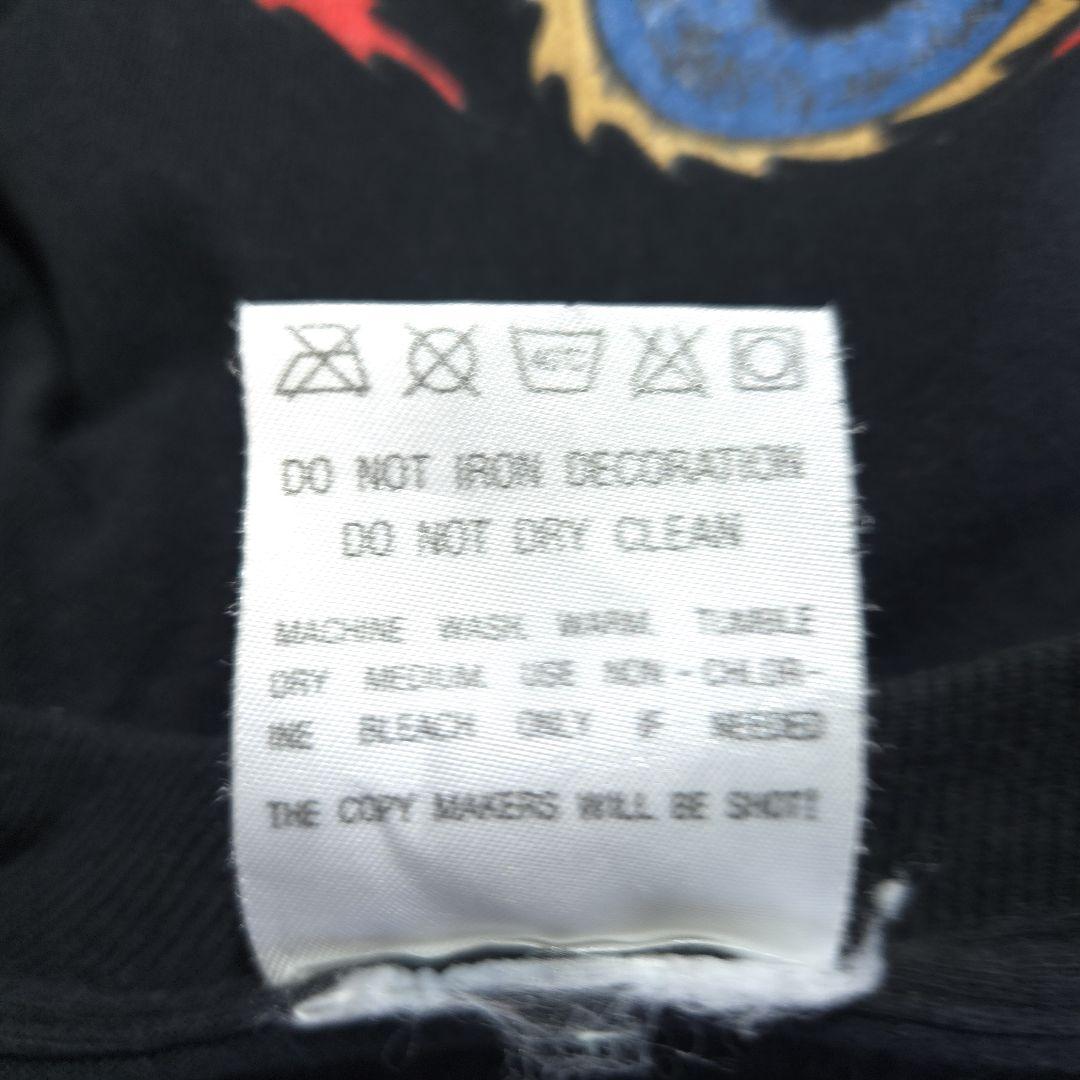 40°C
DO NOT IRON DECORATION
DO NOT DRY CLEAN
MACHINE WASH WARM. TUMBLE
DRY MEDIUM. USE NON-CHLOR-
INE BLEACH ONLY IF NEEDED
THE COPY MAKERS WILL BE SHOT!!